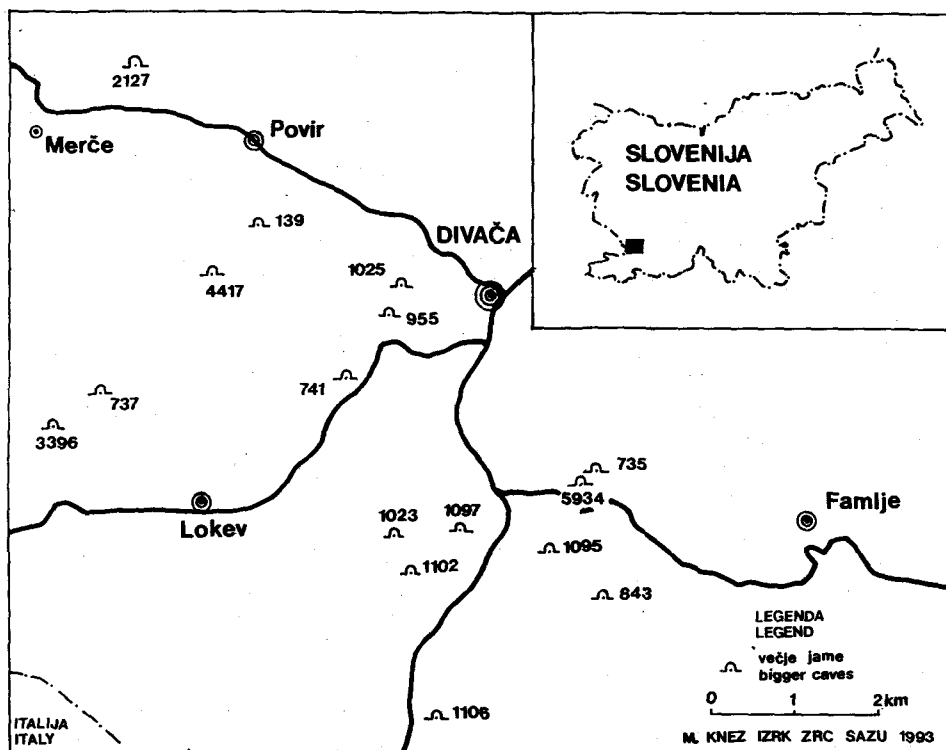 2127
Merče
Povir
SLOVENIJA
SLOVENIA
139
DIVAČA
4417
1025
955
741
737
3396
735
5934
Famlje
Lokev
1023
1097
1095
1102
843
LEGENDA
LEGEND
večje jame
bigger caves
0 1 2km
ITALIJA
ITALY
1106
M. KNEZ IZRK ZRC SAZU 1993